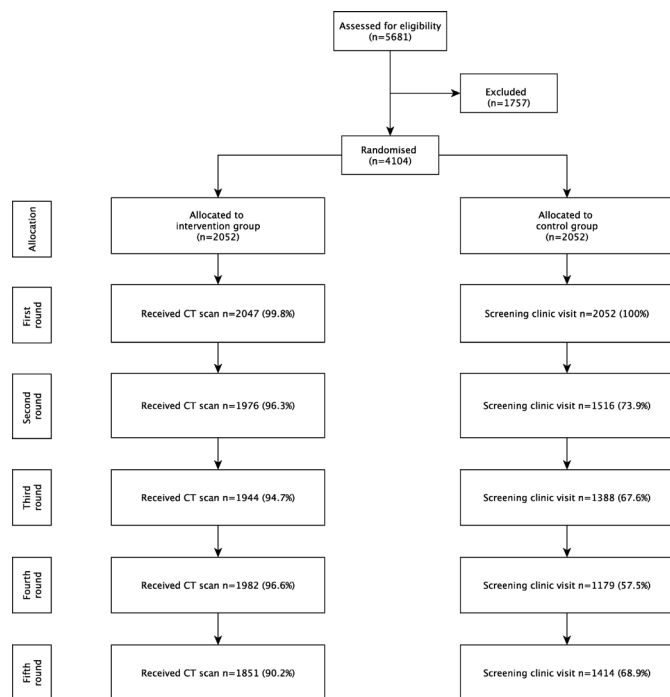 Assessed for eligibility
(n=5681)
Excluded
(n=1757)
Randomised
(n=4104)
Allocation
Allocated to
intervention group
(n=2052)
Allocated to
control group
(n=2052)
First
round
Received CT scan n=2047 (99.8%)
Screening clinic visit n=2052 (100%)
Second
round
Received CT scan n=1976 (96.3%)
Screening clinic visit n=1516 (73.9%)
Third
round
Received CT scan n=1944 (94.7%)
Screening clinic visit n=1388 (67.6%)
Fourth
round
Received CT scan n=1982 (96.6%)
Screening clinic visit n=1179 (57.5%)
Fifth
round
Received CT scan n=1851 (90.2%)
Screening clinic visit n=1414 (68.9%)